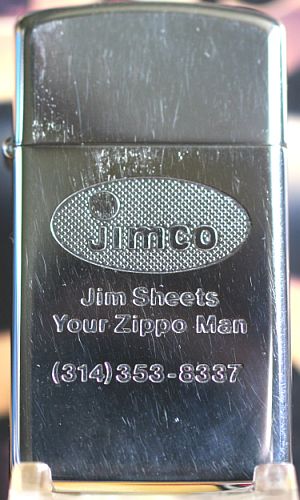 jimco
Jim Sheets
Your Zippo Man
(314)353-8337